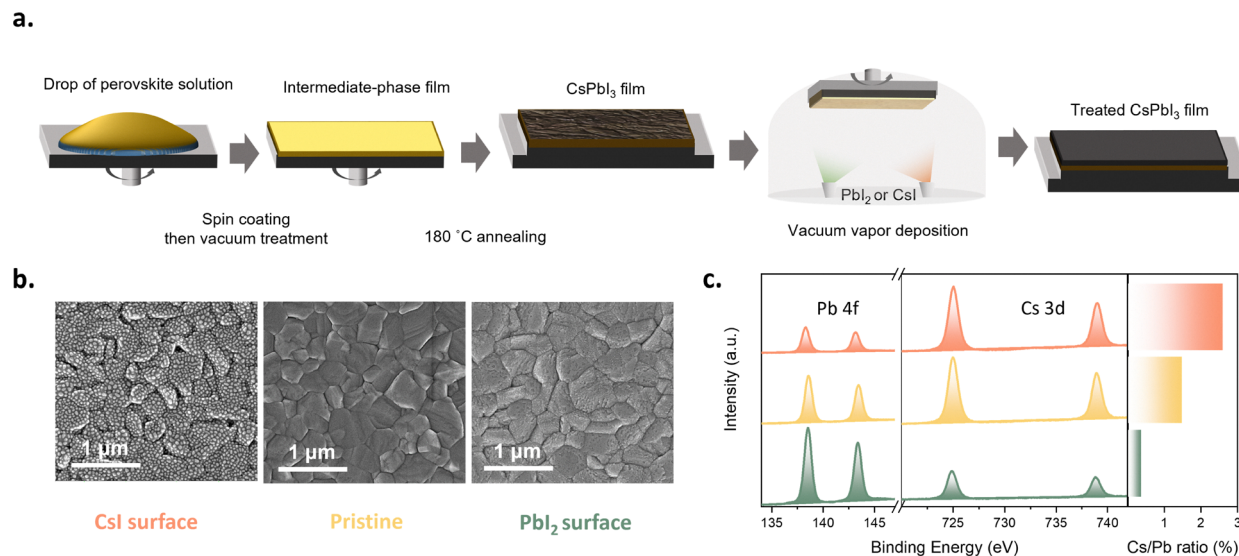 a.
Drop of perovskite solution
Intermediate-phase film
CsPbI₃ film
Treated CsPbI₃ film
PbI₂ or CsI
Spin coating
then vacuum treatment
180 ˚C annealing
Vacuum vapor deposition
b.
1 μm
1 μm
1 μm
CsI surface
Pristine
PbI₂ surface
c.
Pb 4f
Cs 3d
Intensity (a.u.)
135 140 145 725 730 735 740 1 2 3
Binding Energy (eV)
Cs/Pb ratio (%)